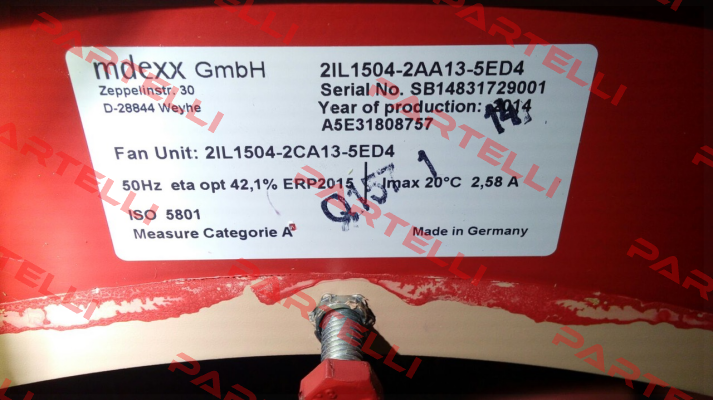 mdexx GmbH
Zeppelinstr. 30
D-28844 Weyhe
2IL1504-2AA13-5ED4
Serial No. SB14831729001
Year of production: 2014
A5E31808757
Fan Unit: 2IL1504-2CA13-5ED4
50Hz eta opt 42,1% ERP2015 Imax 20°C 2,58 A
ISO 5801
Measure Categorie A
Made in Germany
PARTELLI
PARTELLI
PARTELLI
PARTELLI
PARTELLI
PARTELLI
PARTELLI
PARTELLI